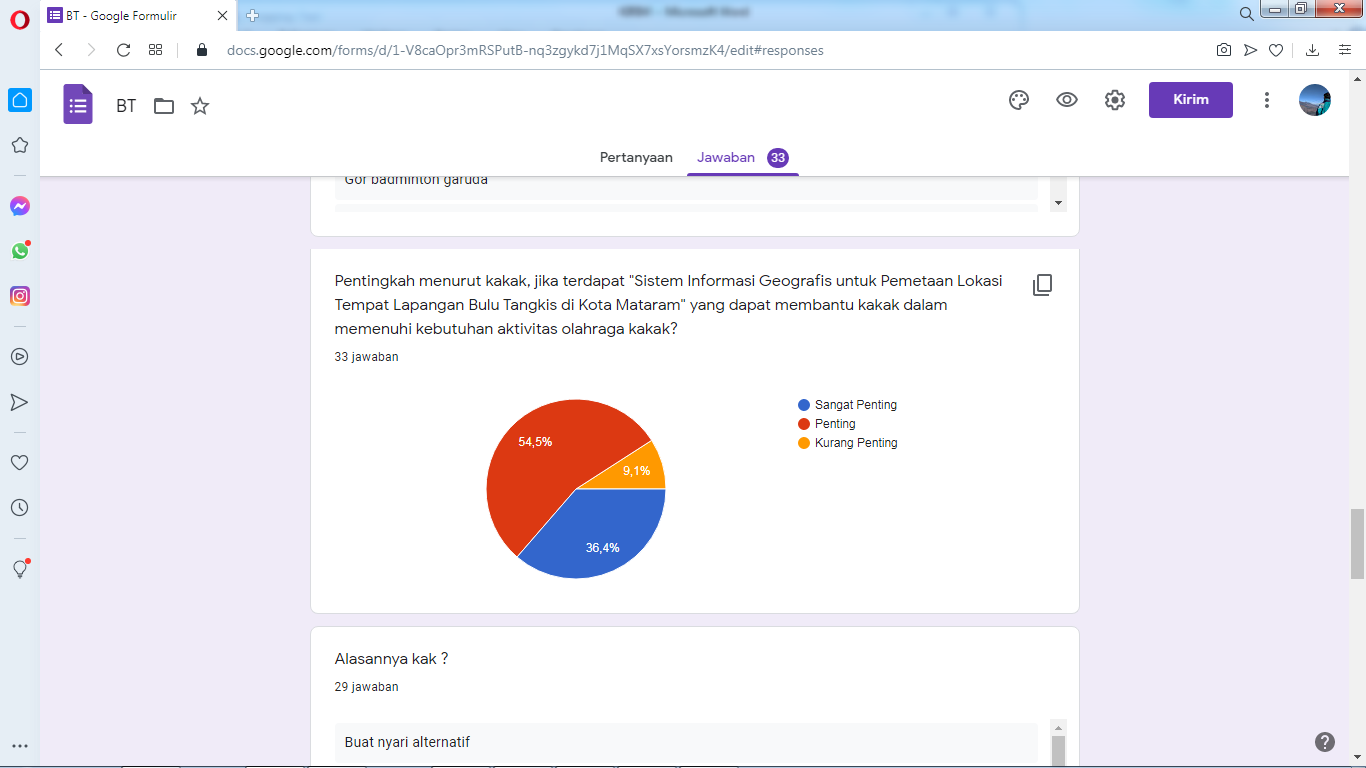 BT - Google Formulir
docs.google.com/forms/d/1-V8caOpr3mRSPutB-nq3zgykd7j1MqSX7xsYorsmzK4/edit#responses
BT
Kirim
Pertanyaan
Jawaban 33
Gor badminton garuda
Pentingkah menurut kakak, jika terdapat "Sistem Informasi Geografis untuk Pemetaan Lokasi
Tempat Lapangan Bulu Tangkis di Kota Mataram" yang dapat membantu kakak dalam
memenuhi kebutuhan aktivitas olahraga kakak?
33 jawaban
Sangat Penting
Penting
Kurang Penting
54,5%
9,1%
36,4%
Alasannya kak ?
29 jawaban
Buat nyari alternatif